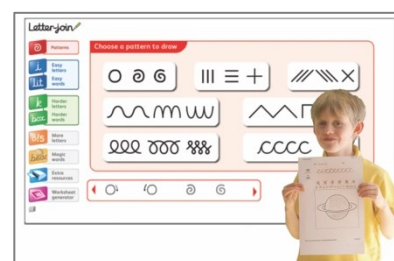 Letter-join
Choose a pattern to draw
Patterns
Easy
letters
Easy
words
Harder
letters
Harder
words
More
letters
Magic
words
Extra
resources
Worksheet
generator